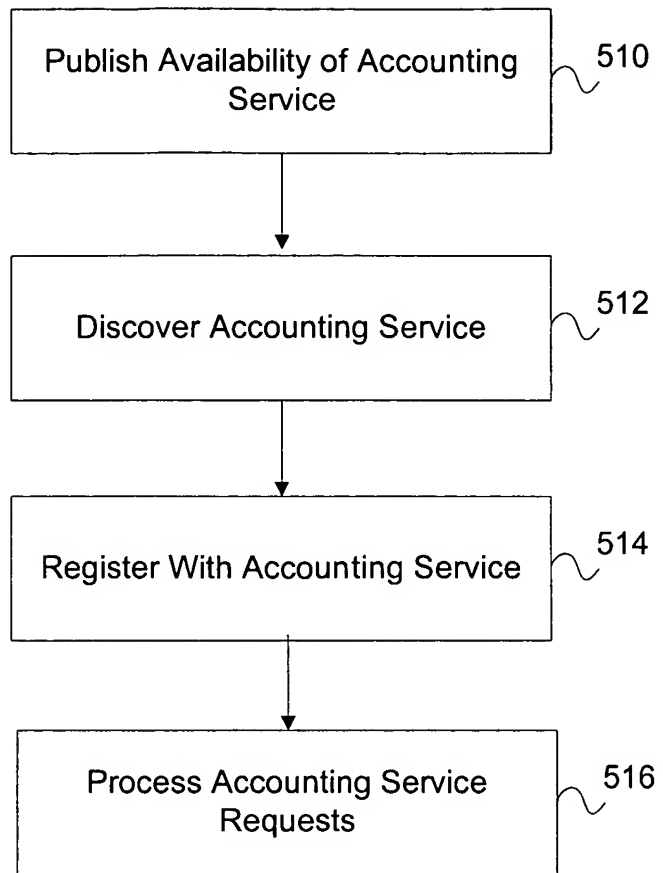 Publish Availability of Accounting
Service
510
Discover Accounting Service
512
Register With Accounting Service
514
Process Accounting Service
Requests
516